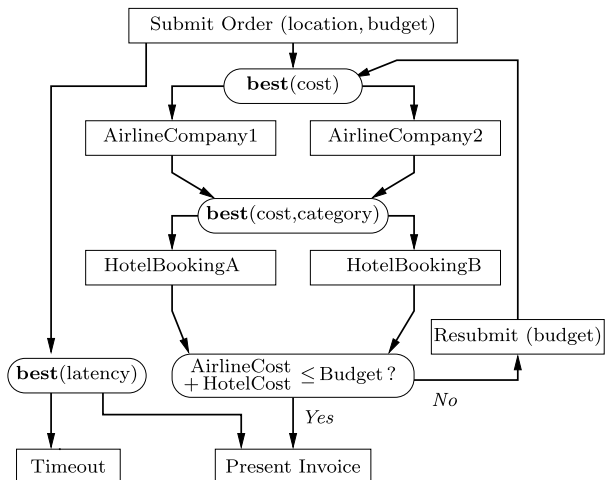 Submit Order (location, budget)
best(cost)
AirlineCompany1
AirlineCompany2
best(cost,category)
HotelBookingA
HotelBookingB
Resubmit (budget)
best(latency)
AirlineCost
+ HotelCost ≤ Budget ?
No
Yes
Timeout
Present Invoice